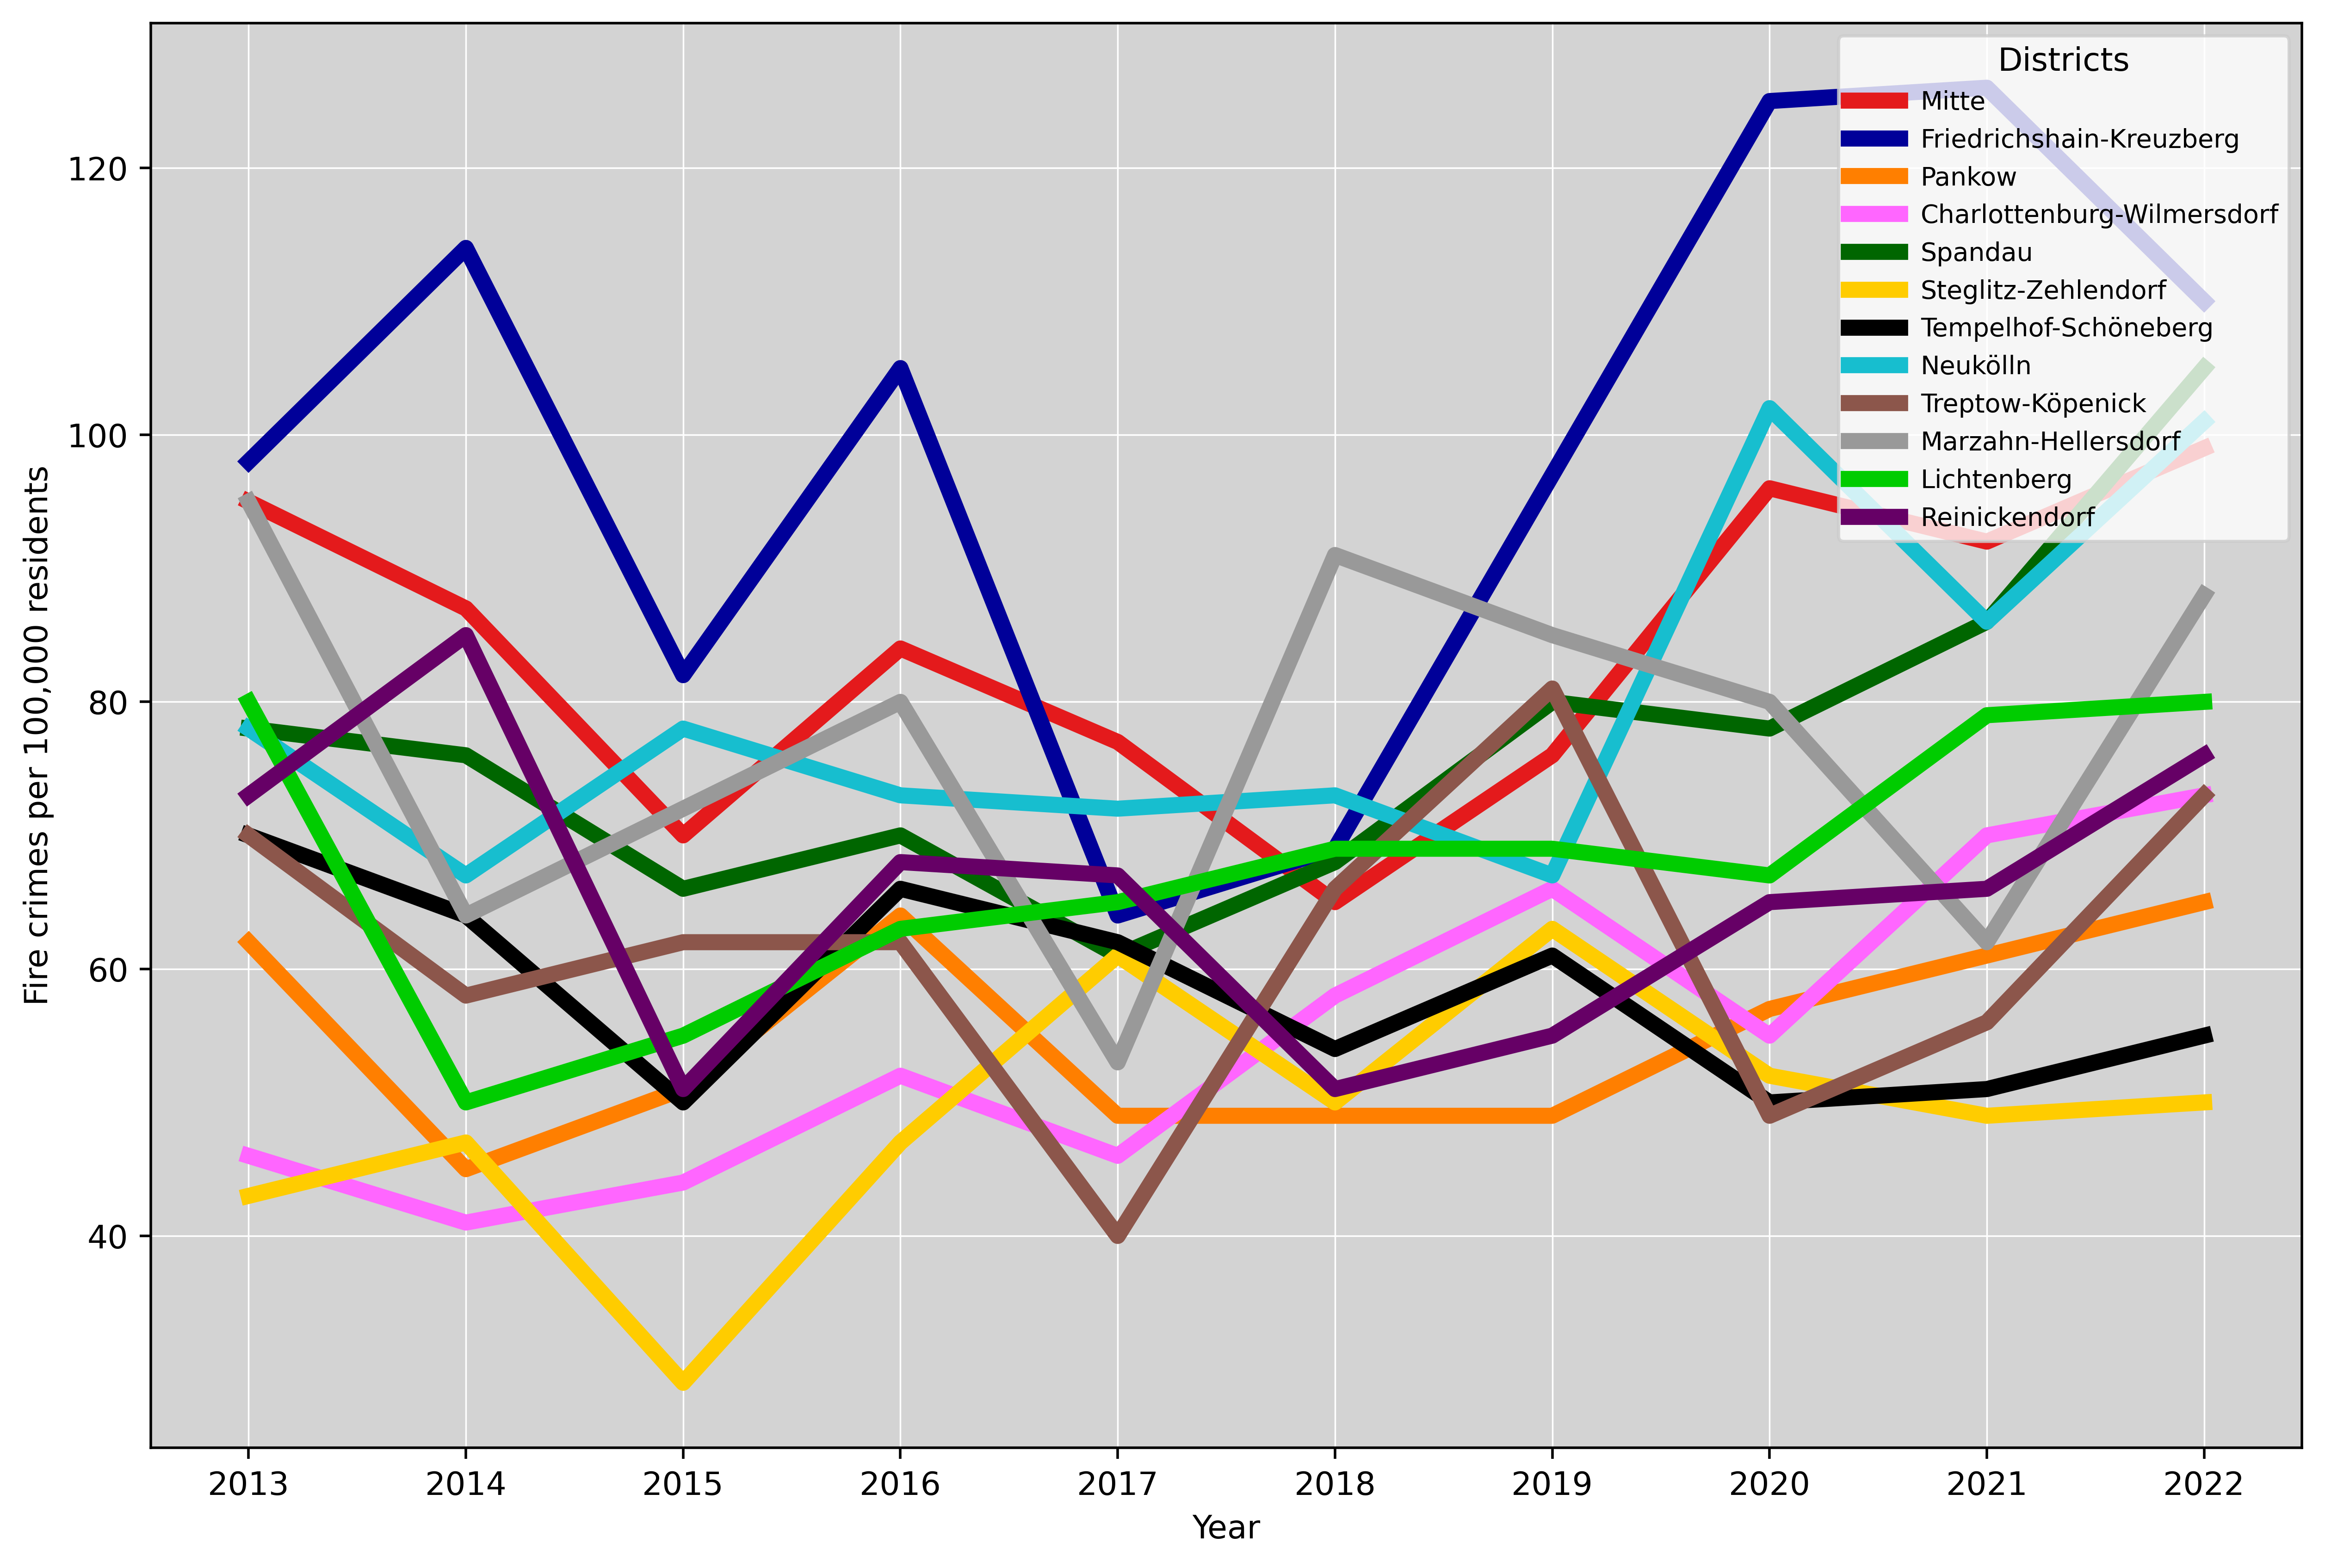 Districts
Mitte
Friedrichshain-Kreuzberg
Pankow
Charlottenburg-Wilmersdorf
Spandau
Steglitz-Zehlendorf
Tempelhof-Schöneberg
Neukölln
Treptow-Köpenick
Marzahn-Hellersdorf
Lichtenberg
Reinickendorf
120
100
80
60
40
Fire crimes per 100,000 residents
2013 2014 2015 2016 2017 2018 2019 2020 2021 2022
Year